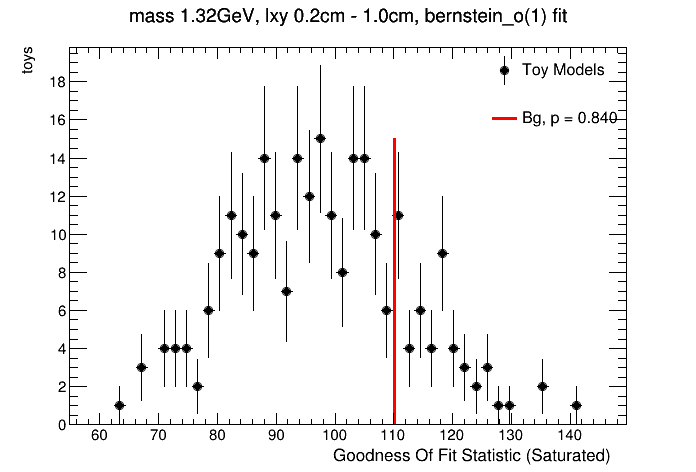 mass 1.32GeV, lxy 0.2cm - 1.0cm, bernstein_o(1) fit
toys
Toy Models
Bg, p = 0.840
18
16
14
12
10
8
6
4
2
0
60 70 80 90 100 110 120 130 140
Goodness Of Fit Statistic (Saturated)